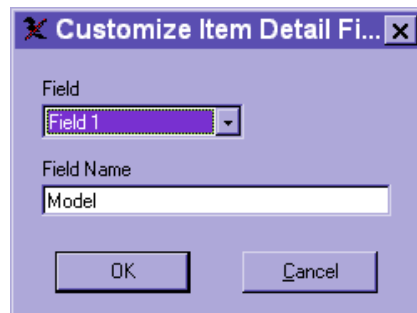 Customize Item Detail Fi...
Field
Field 1
Field Name
Model
OK
Cancel